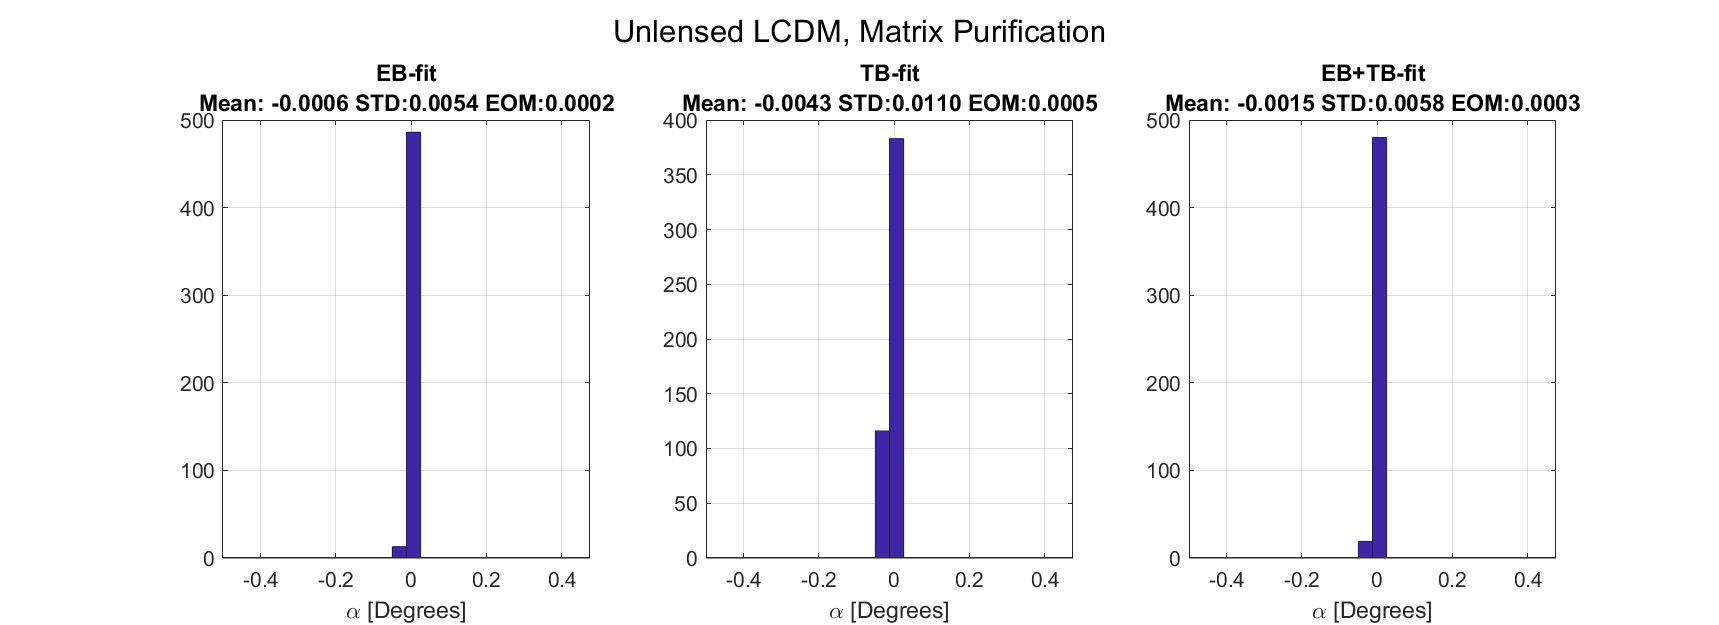 Unlensed LCDM, Matrix Purification
EB-fit
Mean: -0.0006 STD:0.0054 EOM:0.0002
500
400
300
200
100
0
-0.4 -0.2 0 0.2 0.4
α [Degrees]
TB-fit
Mean: -0.0043 STD:0.0110 EOM:0.0005
400
350
300
250
200
150
100
50
0
-0.4 -0.2 0 0.2 0.4
α [Degrees]
EB+TB-fit
Mean: -0.0015 STD:0.0058 EOM:0.0003
500
400
300
200
100
0
-0.4 -0.2 0 0.2 0.4
α [Degrees]